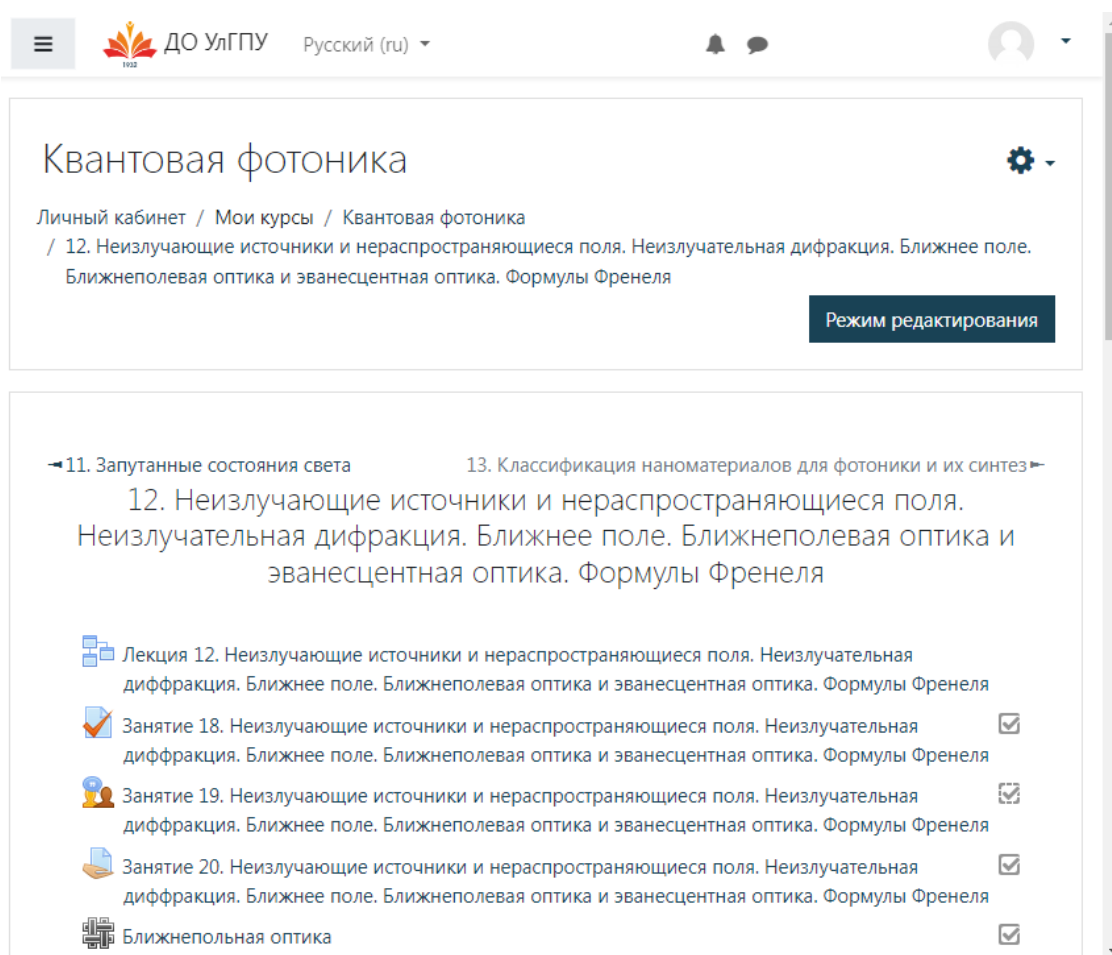 ДО УлГПУ Русский (ru)
1932
Квантовая фотоника
Личный кабинет / Мои курсы / Квантовая фотоника
/ 12. Неизлучающие источники и нераспространяющиеся поля. Неизлучательная дифракция. Ближнее поле.
Ближнеполевая оптика и эванесцентная оптика. Формулы Френеля
Режим редактирования
11. Запутанные состояния света
13. Классификация наноматериалов для фотоники и их синтез
12. Неизлучающие источники и нераспространяющиеся поля.
Неизлучательная дифракция. Ближнее поле. Ближнеполевая оптика и
эванесцентная оптика. Формулы Френеля
Лекция 12. Неизлучающие источники и нераспространяющиеся поля. Неизлучательная
диффракция. Ближнее поле. Ближнеполевая оптика и эванесцентная оптика. Формулы Френеля
Занятие 18. Неизлучающие источники и нераспространяющиеся поля. Неизлучательная
диффракция. Ближнее поле. Ближнеполевая оптика и эванесцентная оптика. Формулы Френеля
Занятие 19. Неизлучающие источники и нераспространяющиеся поля. Неизлучательная
диффракция. Ближнее поле. Ближнеполевая оптика и эванесцентная оптика. Формулы Френеля
Занятие 20. Неизлучающие источники и нераспространяющиеся поля. Неизлучательная
диффракция. Ближнее поле. Ближнеполевая оптика и эванесцентная оптика. Формулы Френеля
Ближнепольная оптика